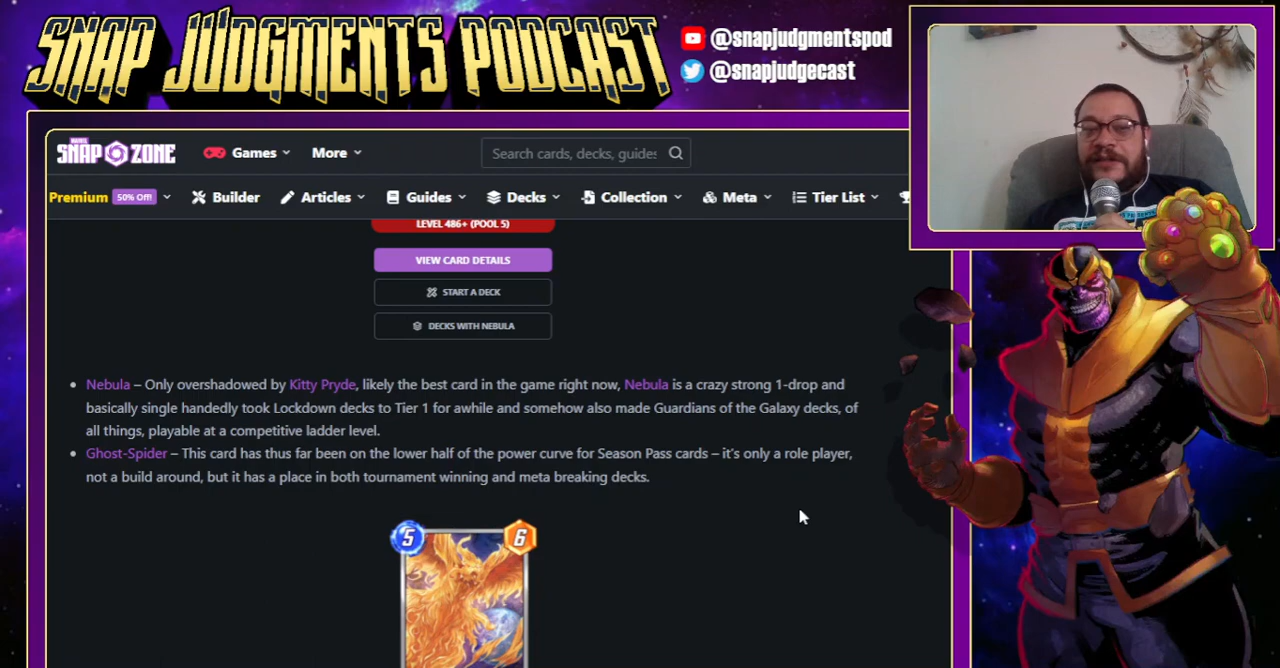 SNAP JUDGMENTS PODCAST
@snapjudgmentspod
@snapjudgecast
MARVEL
SNAP ZONE
Games
More
Search cards, decks, guides
Premium 50% Off!
Builder
Articles
Guides
Decks
Collection
Meta
Tier List
LEVEL 486+ (POOL 5)
VIEW CARD DETAILS
START A DECK
DECKS WITH NEBULA
• Nebula – Only overshadowed by Kitty Pryde, likely the best card in the game right now, Nebula is a crazy strong 1-drop and
basically single handedly took Lockdown decks to Tier 1 for awhile and somehow also made Guardians of the Galaxy decks, of
all things, playable at a competitive ladder level.
• Ghost-Spider – This card has thus far been on the lower half of the power curve for Season Pass cards – it's only a role player,
not a build around, but it has a place in both tournament winning and meta breaking decks.
5
6